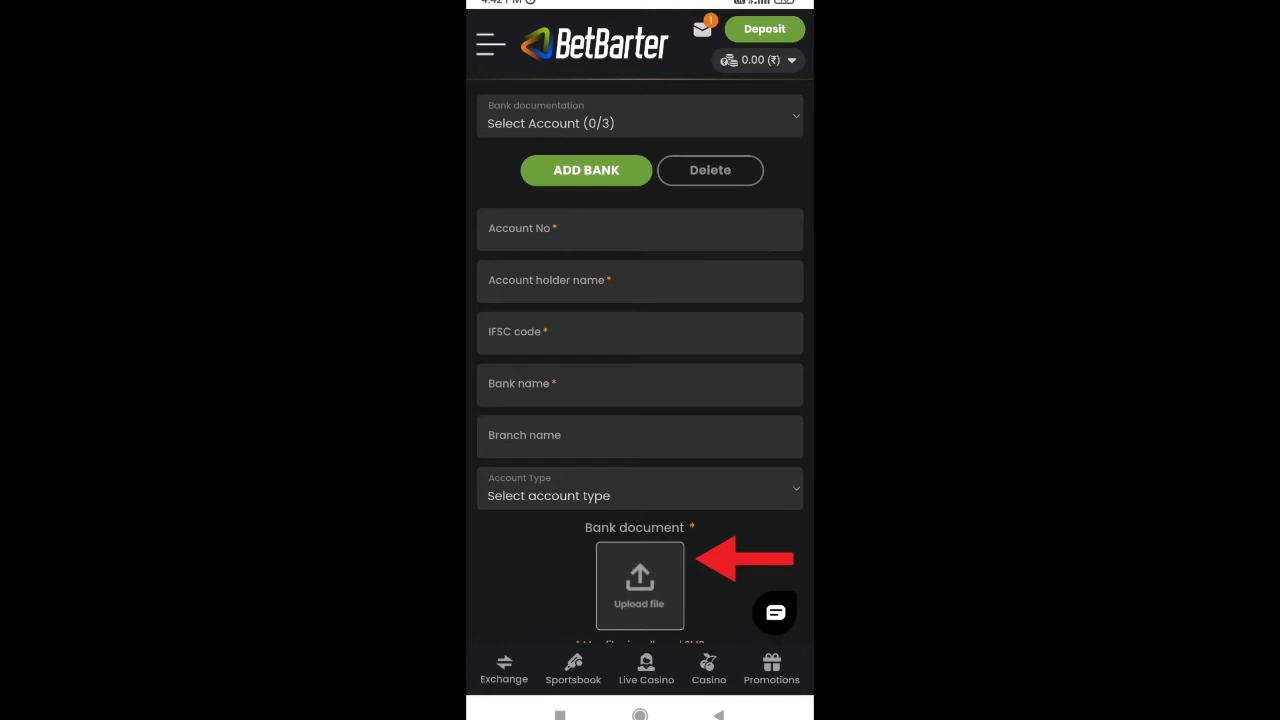 1
Deposit
BetBarter
0.00 (₹)
Bank documentation
Select Account (0/3)
ADD BANK
Delete
Account No *
Account holder name *
IFSC code *
Bank name *
Branch name
Account Type
Select account type
Bank document *
Upload file
Exchange
Sportsbook
Live Casino
Casino
Promotions